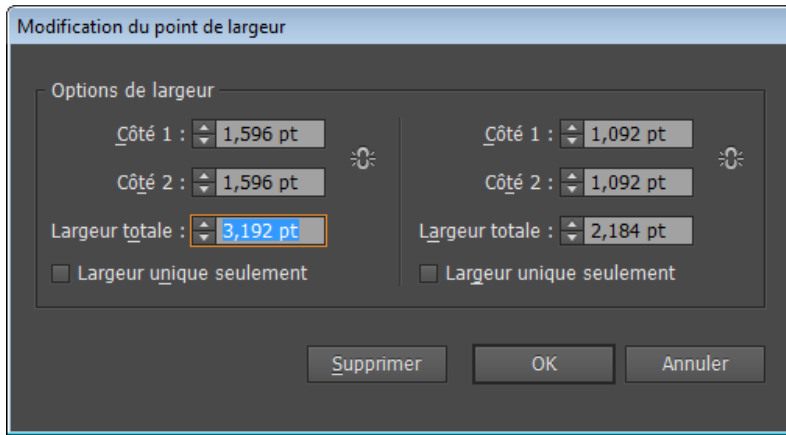 Modification du point de largeur
Options de largeur
Côté 1 : 1,596 pt
Côté 2 : 1,596 pt
Largeur totale : 3,192 pt
Largeur unique seulement
Côté 1 : 1,092 pt
Côté 2 : 1,092 pt
Largeur totale : 2,184 pt
Largeur unique seulement
Supprimer
OK
Annuler